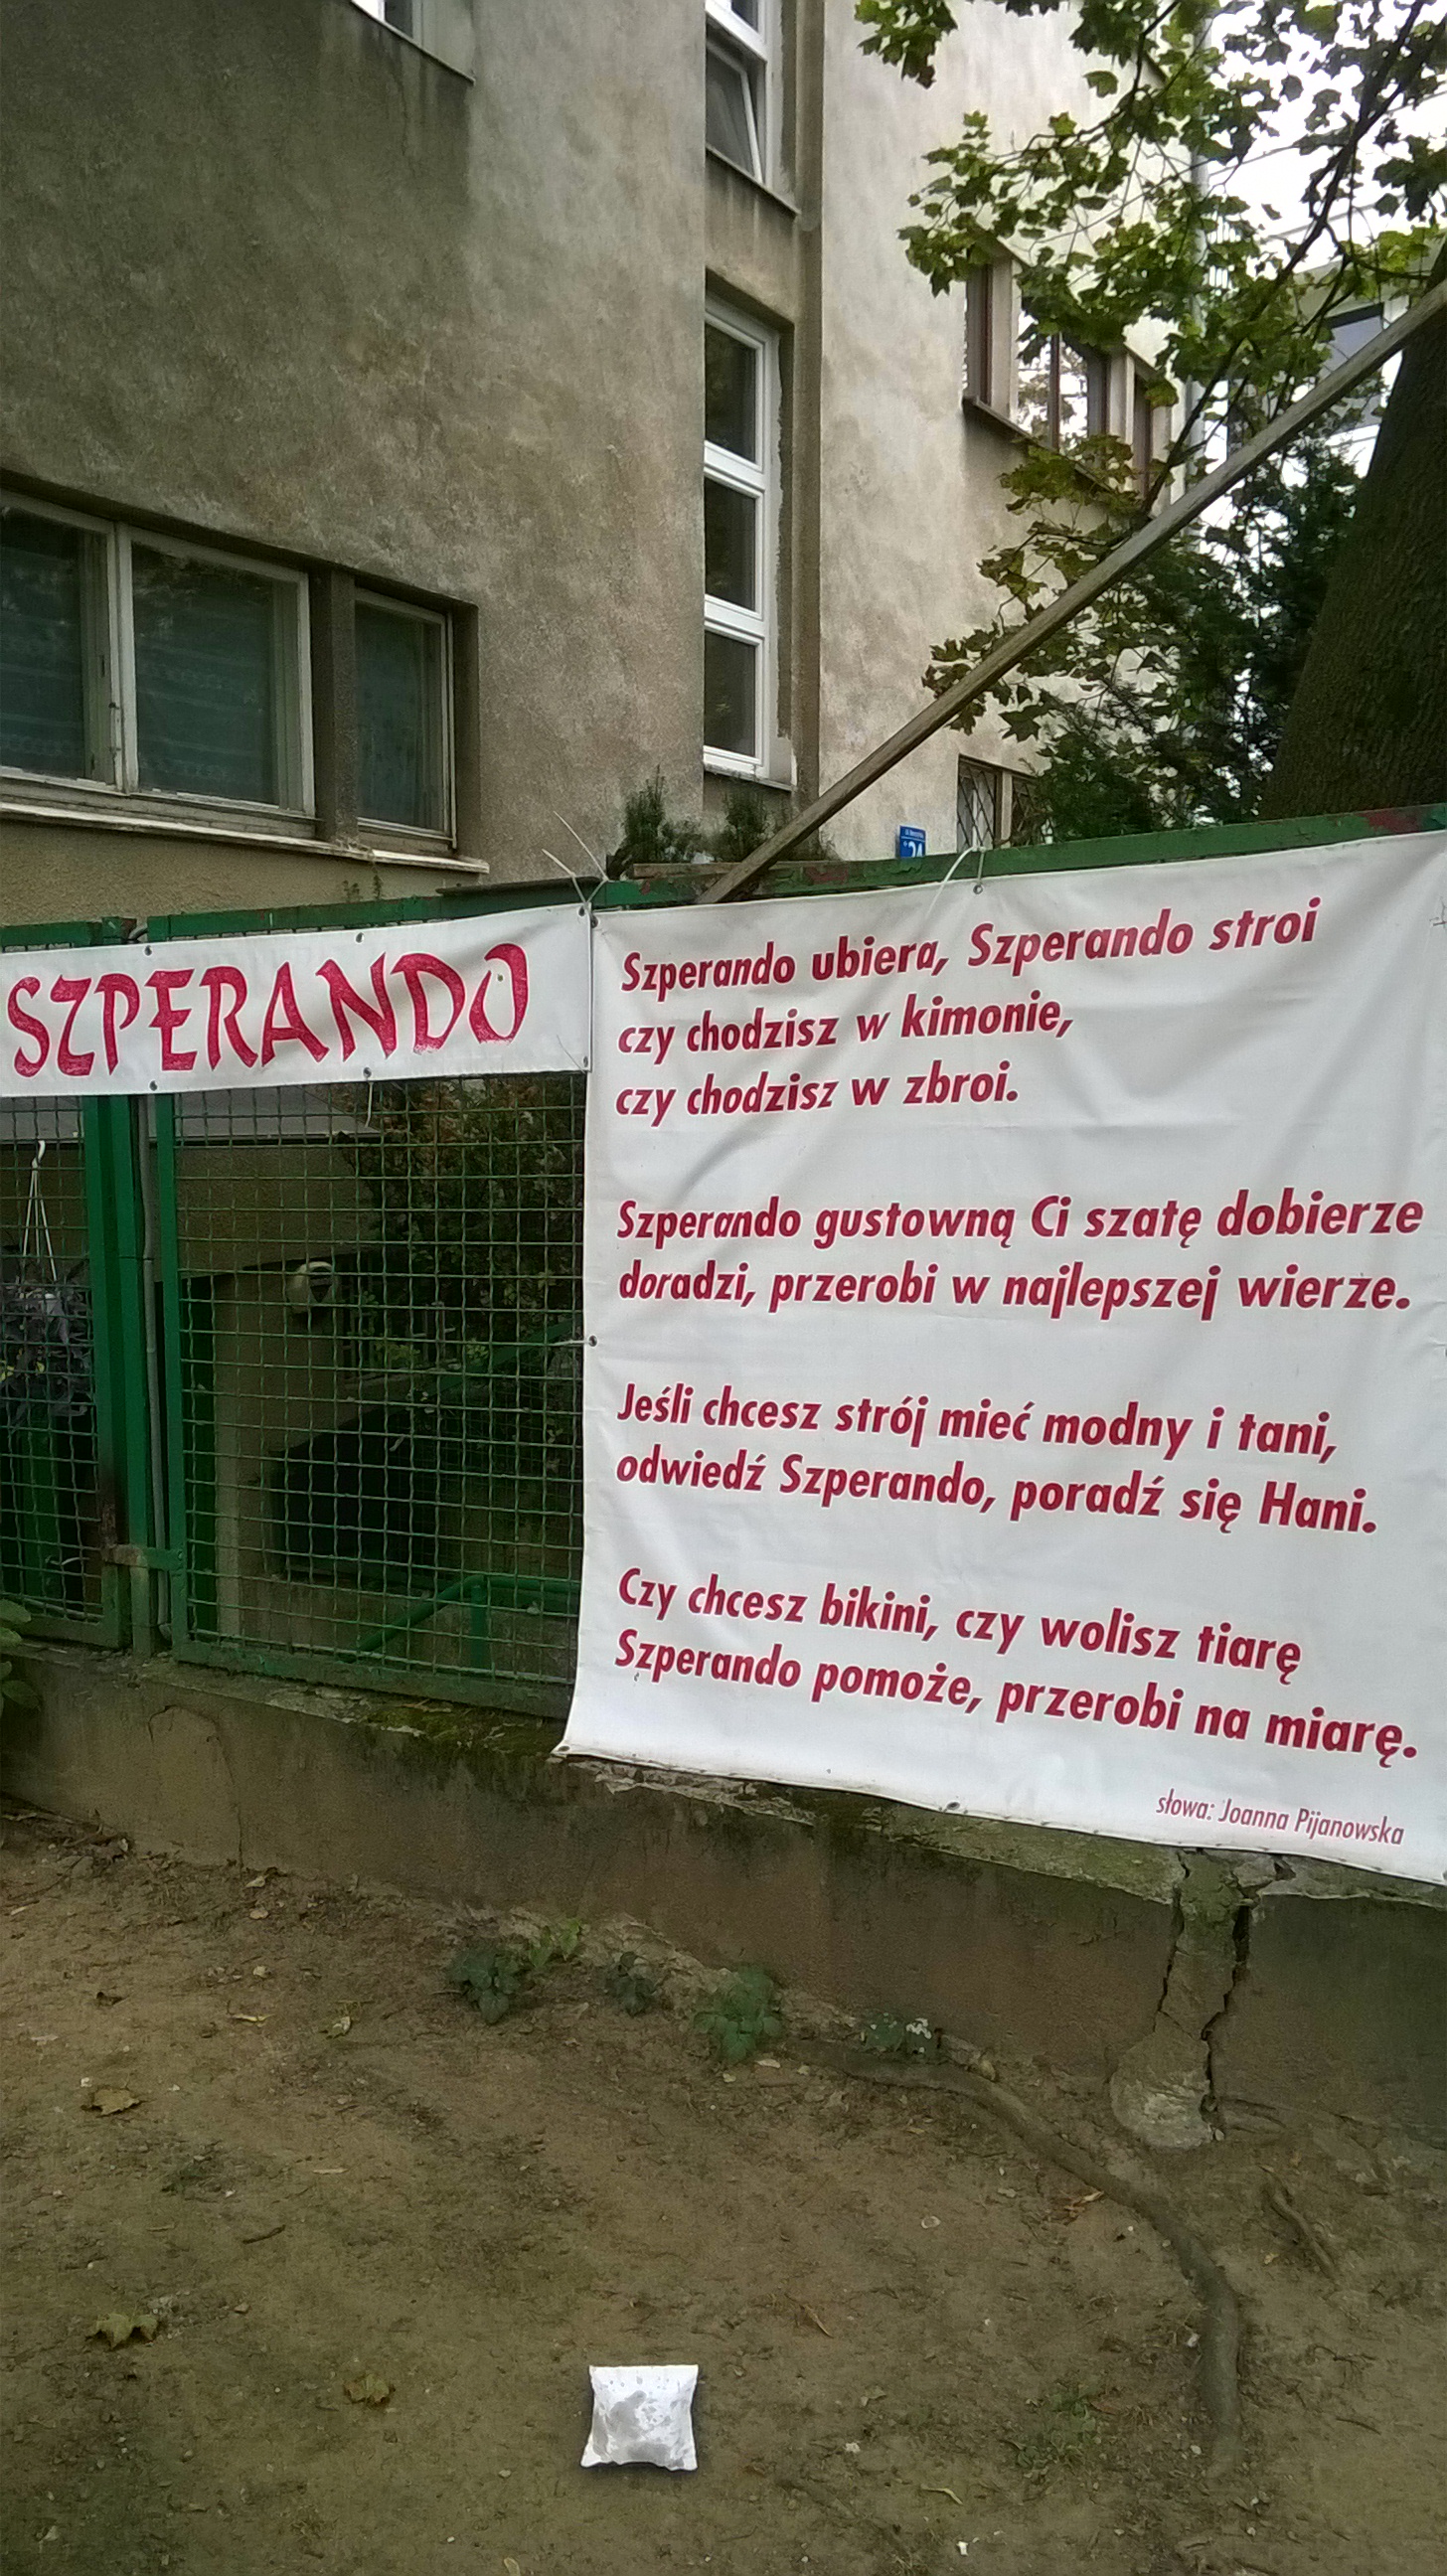 SZPERANDO
Szperando ubiera, Szperando stroi
czy chodzisz w kimonie,
czy chodzisz w zbroi.
Szperando gustowną Ci szatę dobierze
doradzi, przerobi w najlepszej wierze.
Jeśli chcesz strój mieć modny i tani,
odwiedź Szperando, poradź się Hani.
Czy chcesz bikini, czy wolisz tiarę
Szperando pomoże, przerobi na miarę.
słowa: Joanna Pijanowska